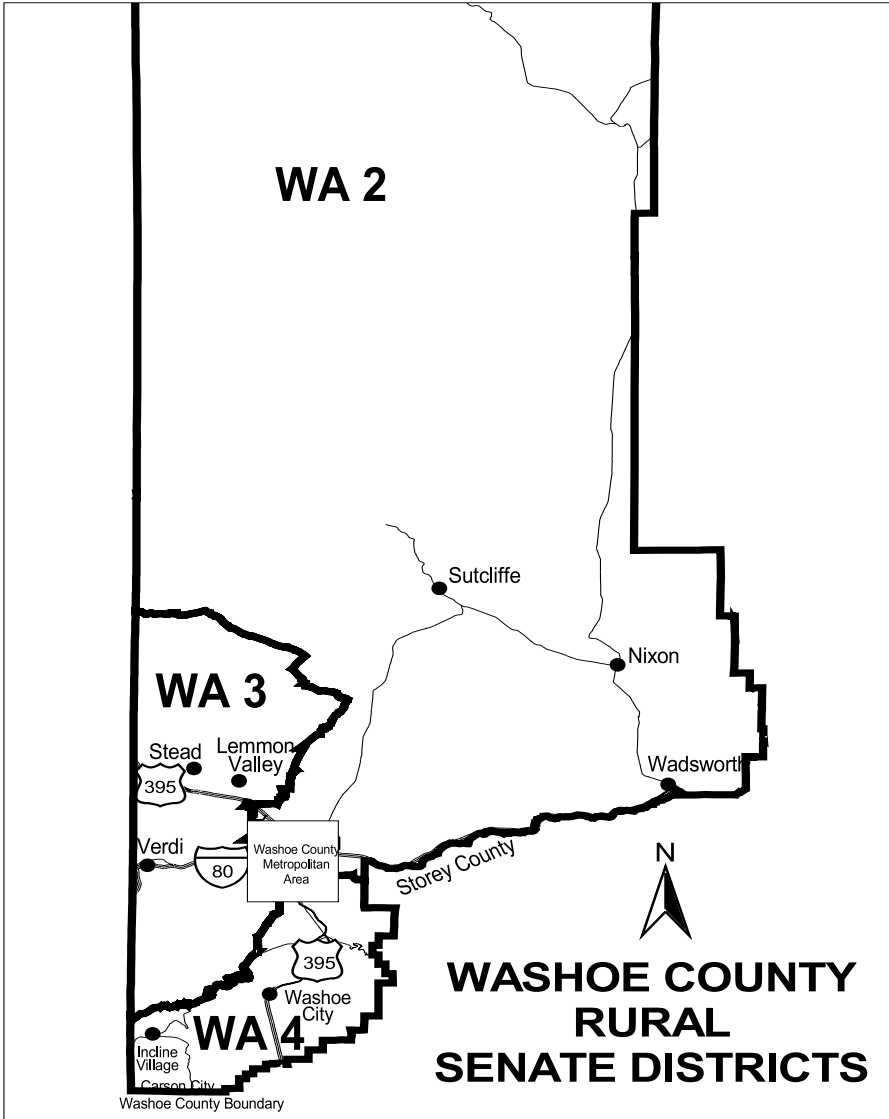 WA 2
Sutcliffe
Nixon
WA 3
Stead
Lemmon
Valley
395
Wadsworth
Verdi
80
Washoe County
Metropolitan
Area
Storey County
N
395
WASHOE COUNTY
RURAL
SENATE DISTRICTS
Washoe
City
WA 4
Incline
Village
Carson City
Washoe County Boundary